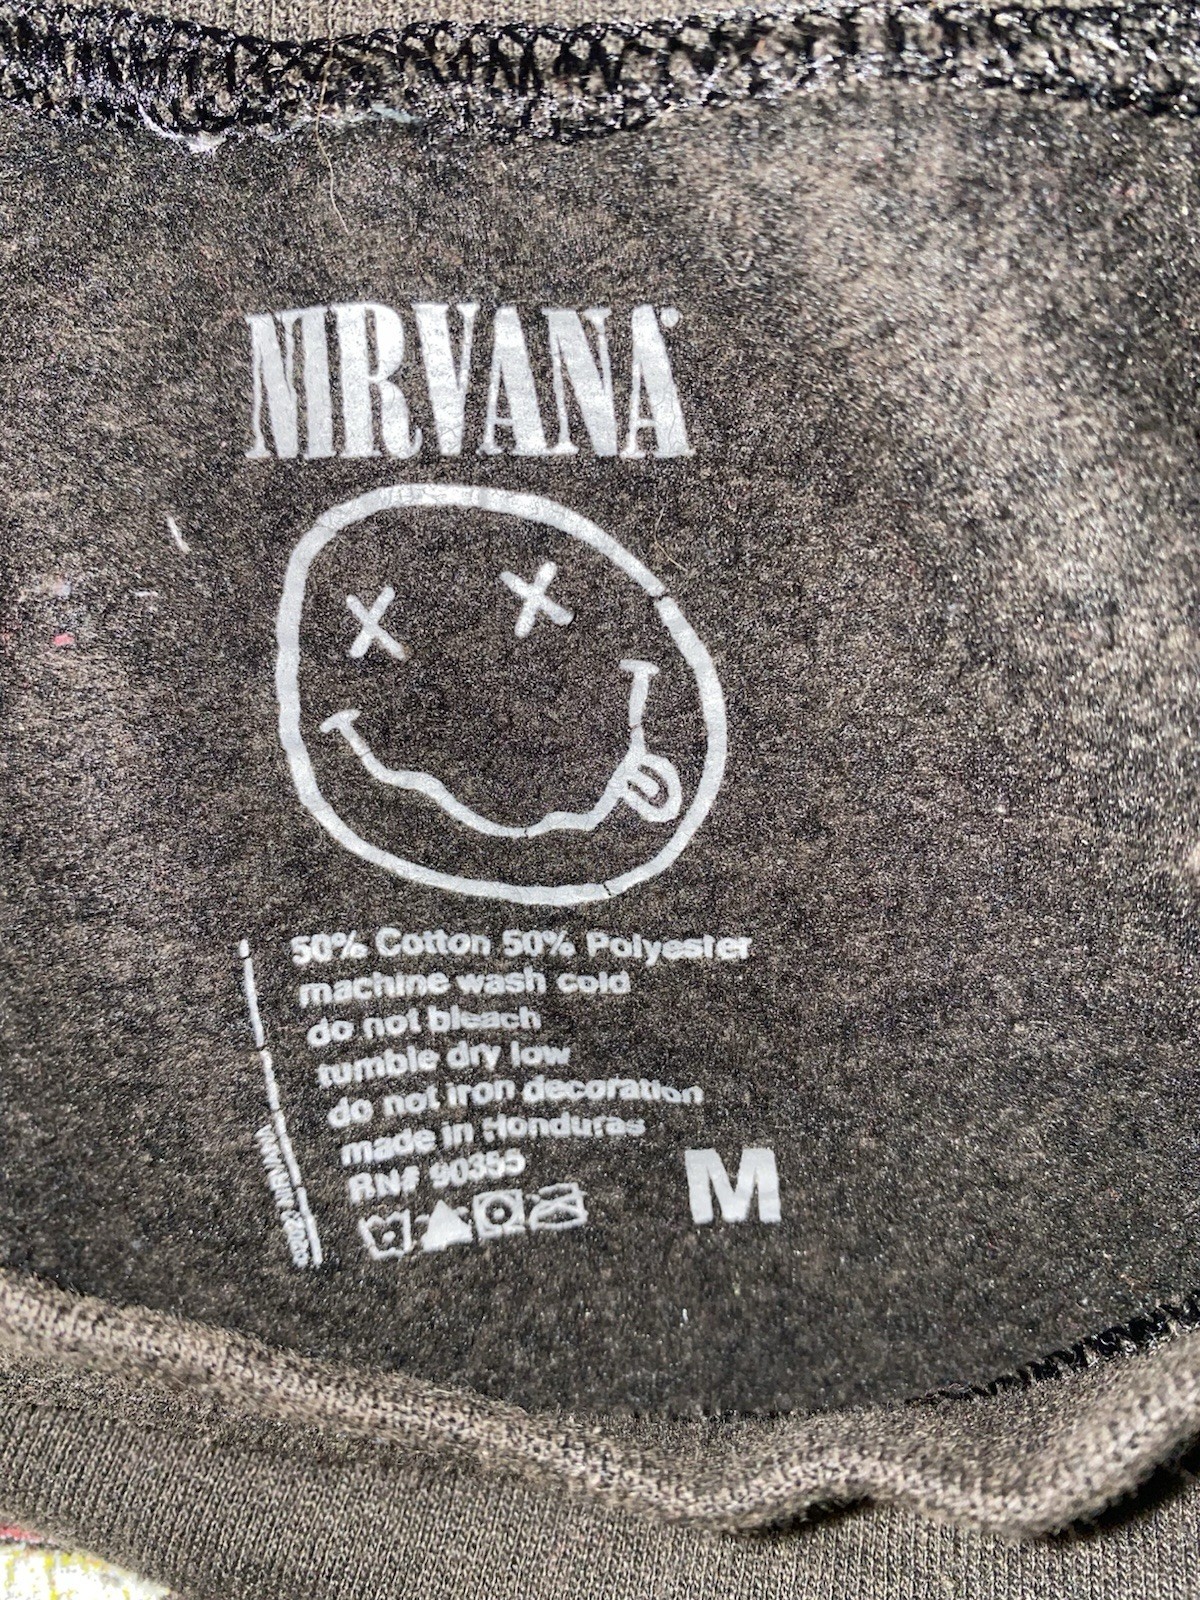 NIRVANA
50% Cotton 50% Polyester
machine wash cold
do not bleach
tumble dry low
do not iron decoration
made in Honduras
RN# 90355
M